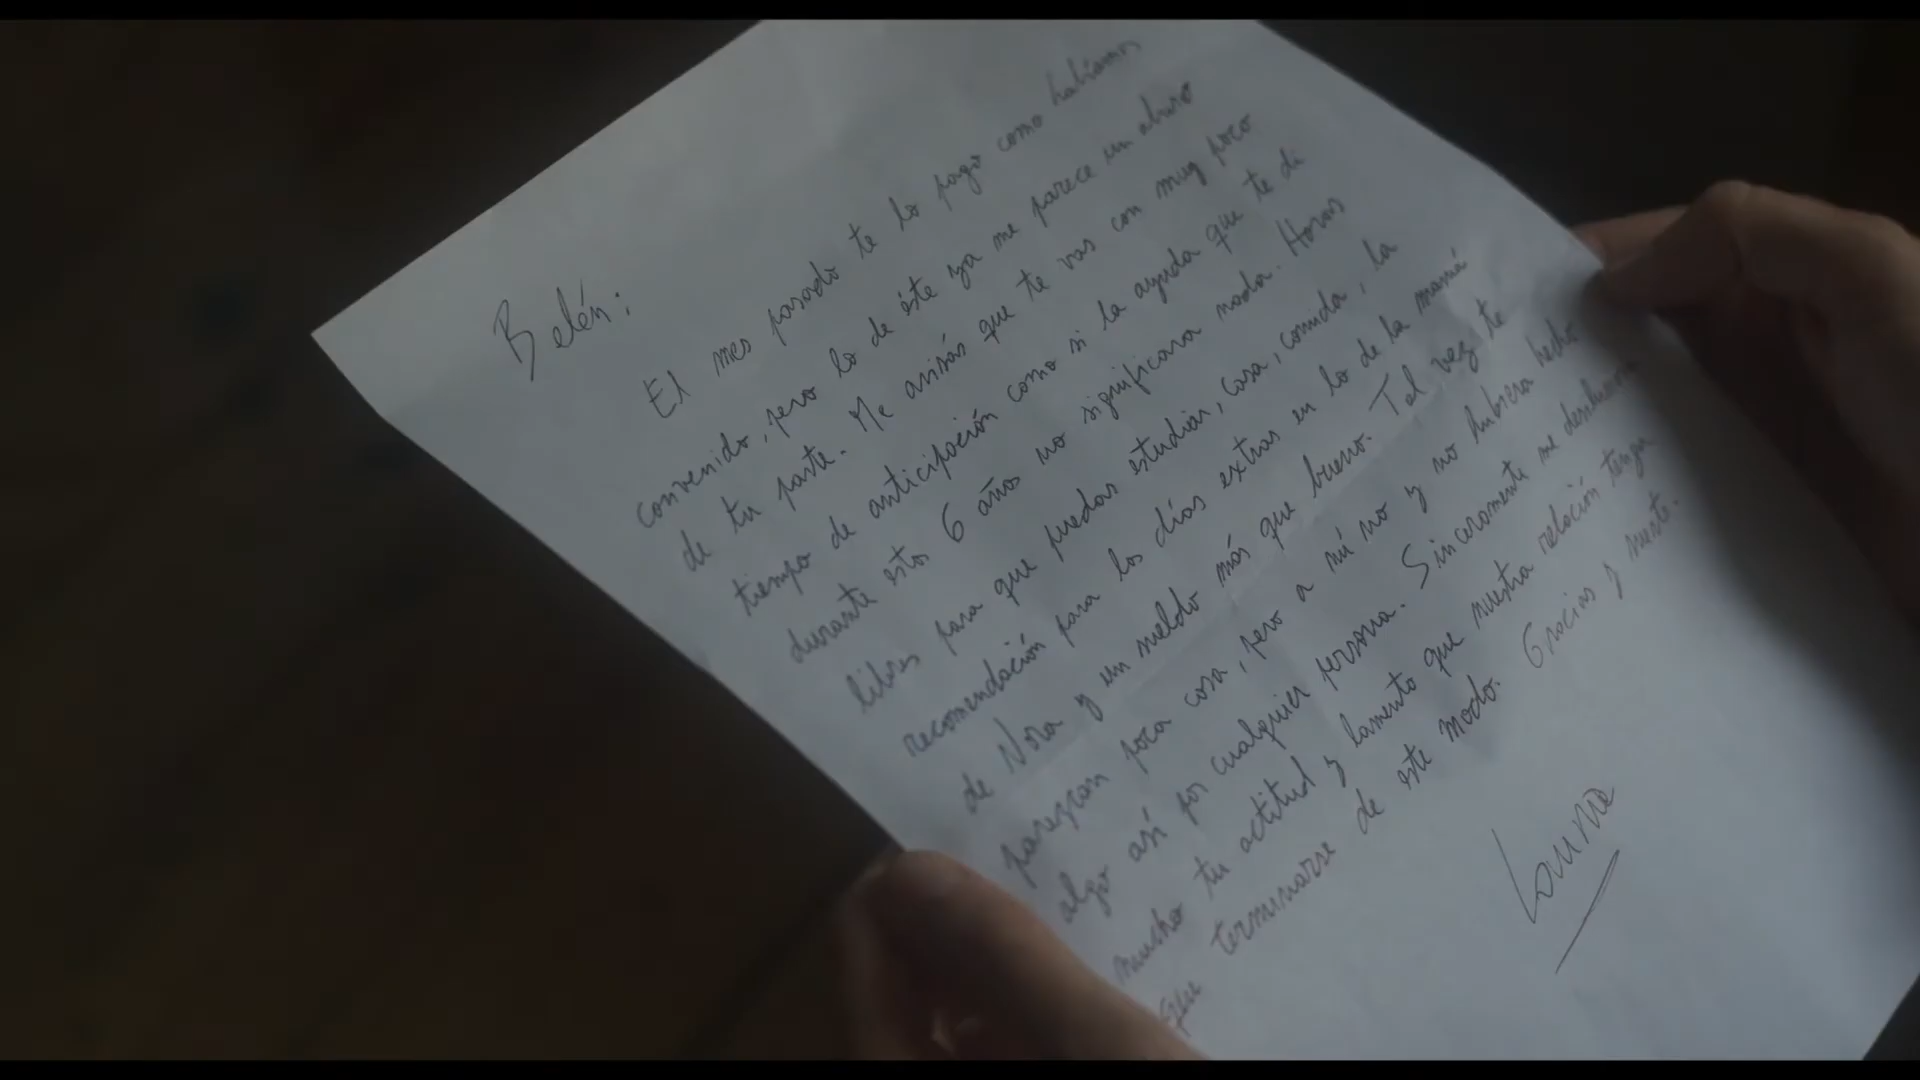 Belén:
El mes pasado te lo pago como habíamos
convenido, pero lo de éste ya me parece un abuso
de tu parte. Me avisás que te vas con muy poco
tiempo de anticipación como si la ayuda que te di
durante estos 6 años no significara nada. Horas
libres para que puedas estudiar, casa, comida, la
recomendación para los días extras en lo de la mamá
de Nora y un sueldo más que bueno. Tal vez te
parezcan poca cosa, pero a mí no y no hubiera hecho
algo así por cualquier persona. Sinceramente me deslumbra
mucho tu actitud y lamento que nuestra relación tenga
que terminarse de este modo. Gracias y suerte.
Laura